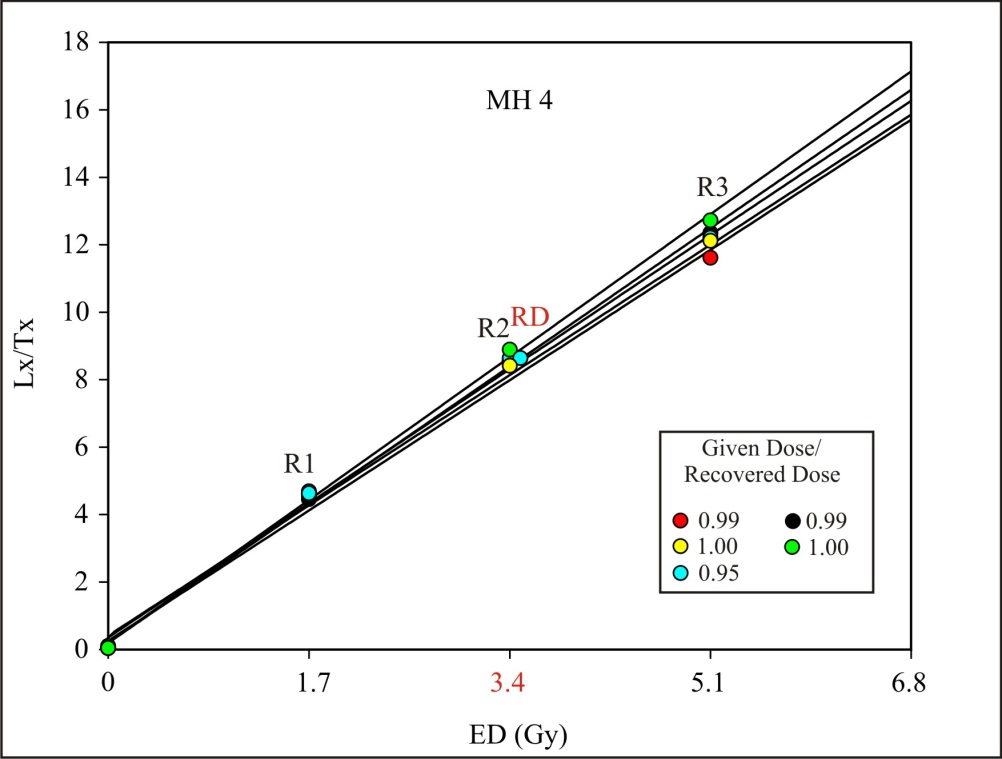 18
16
14
12
10
8
6
4
2
0
Lx/Tx
MH 4
R3
R2
RD
R1
Given Dose/
Recovered Dose
0.99 0.99
1.00 1.00
0.95
0 1.7 3.4 5.1 6.8
ED (Gy)